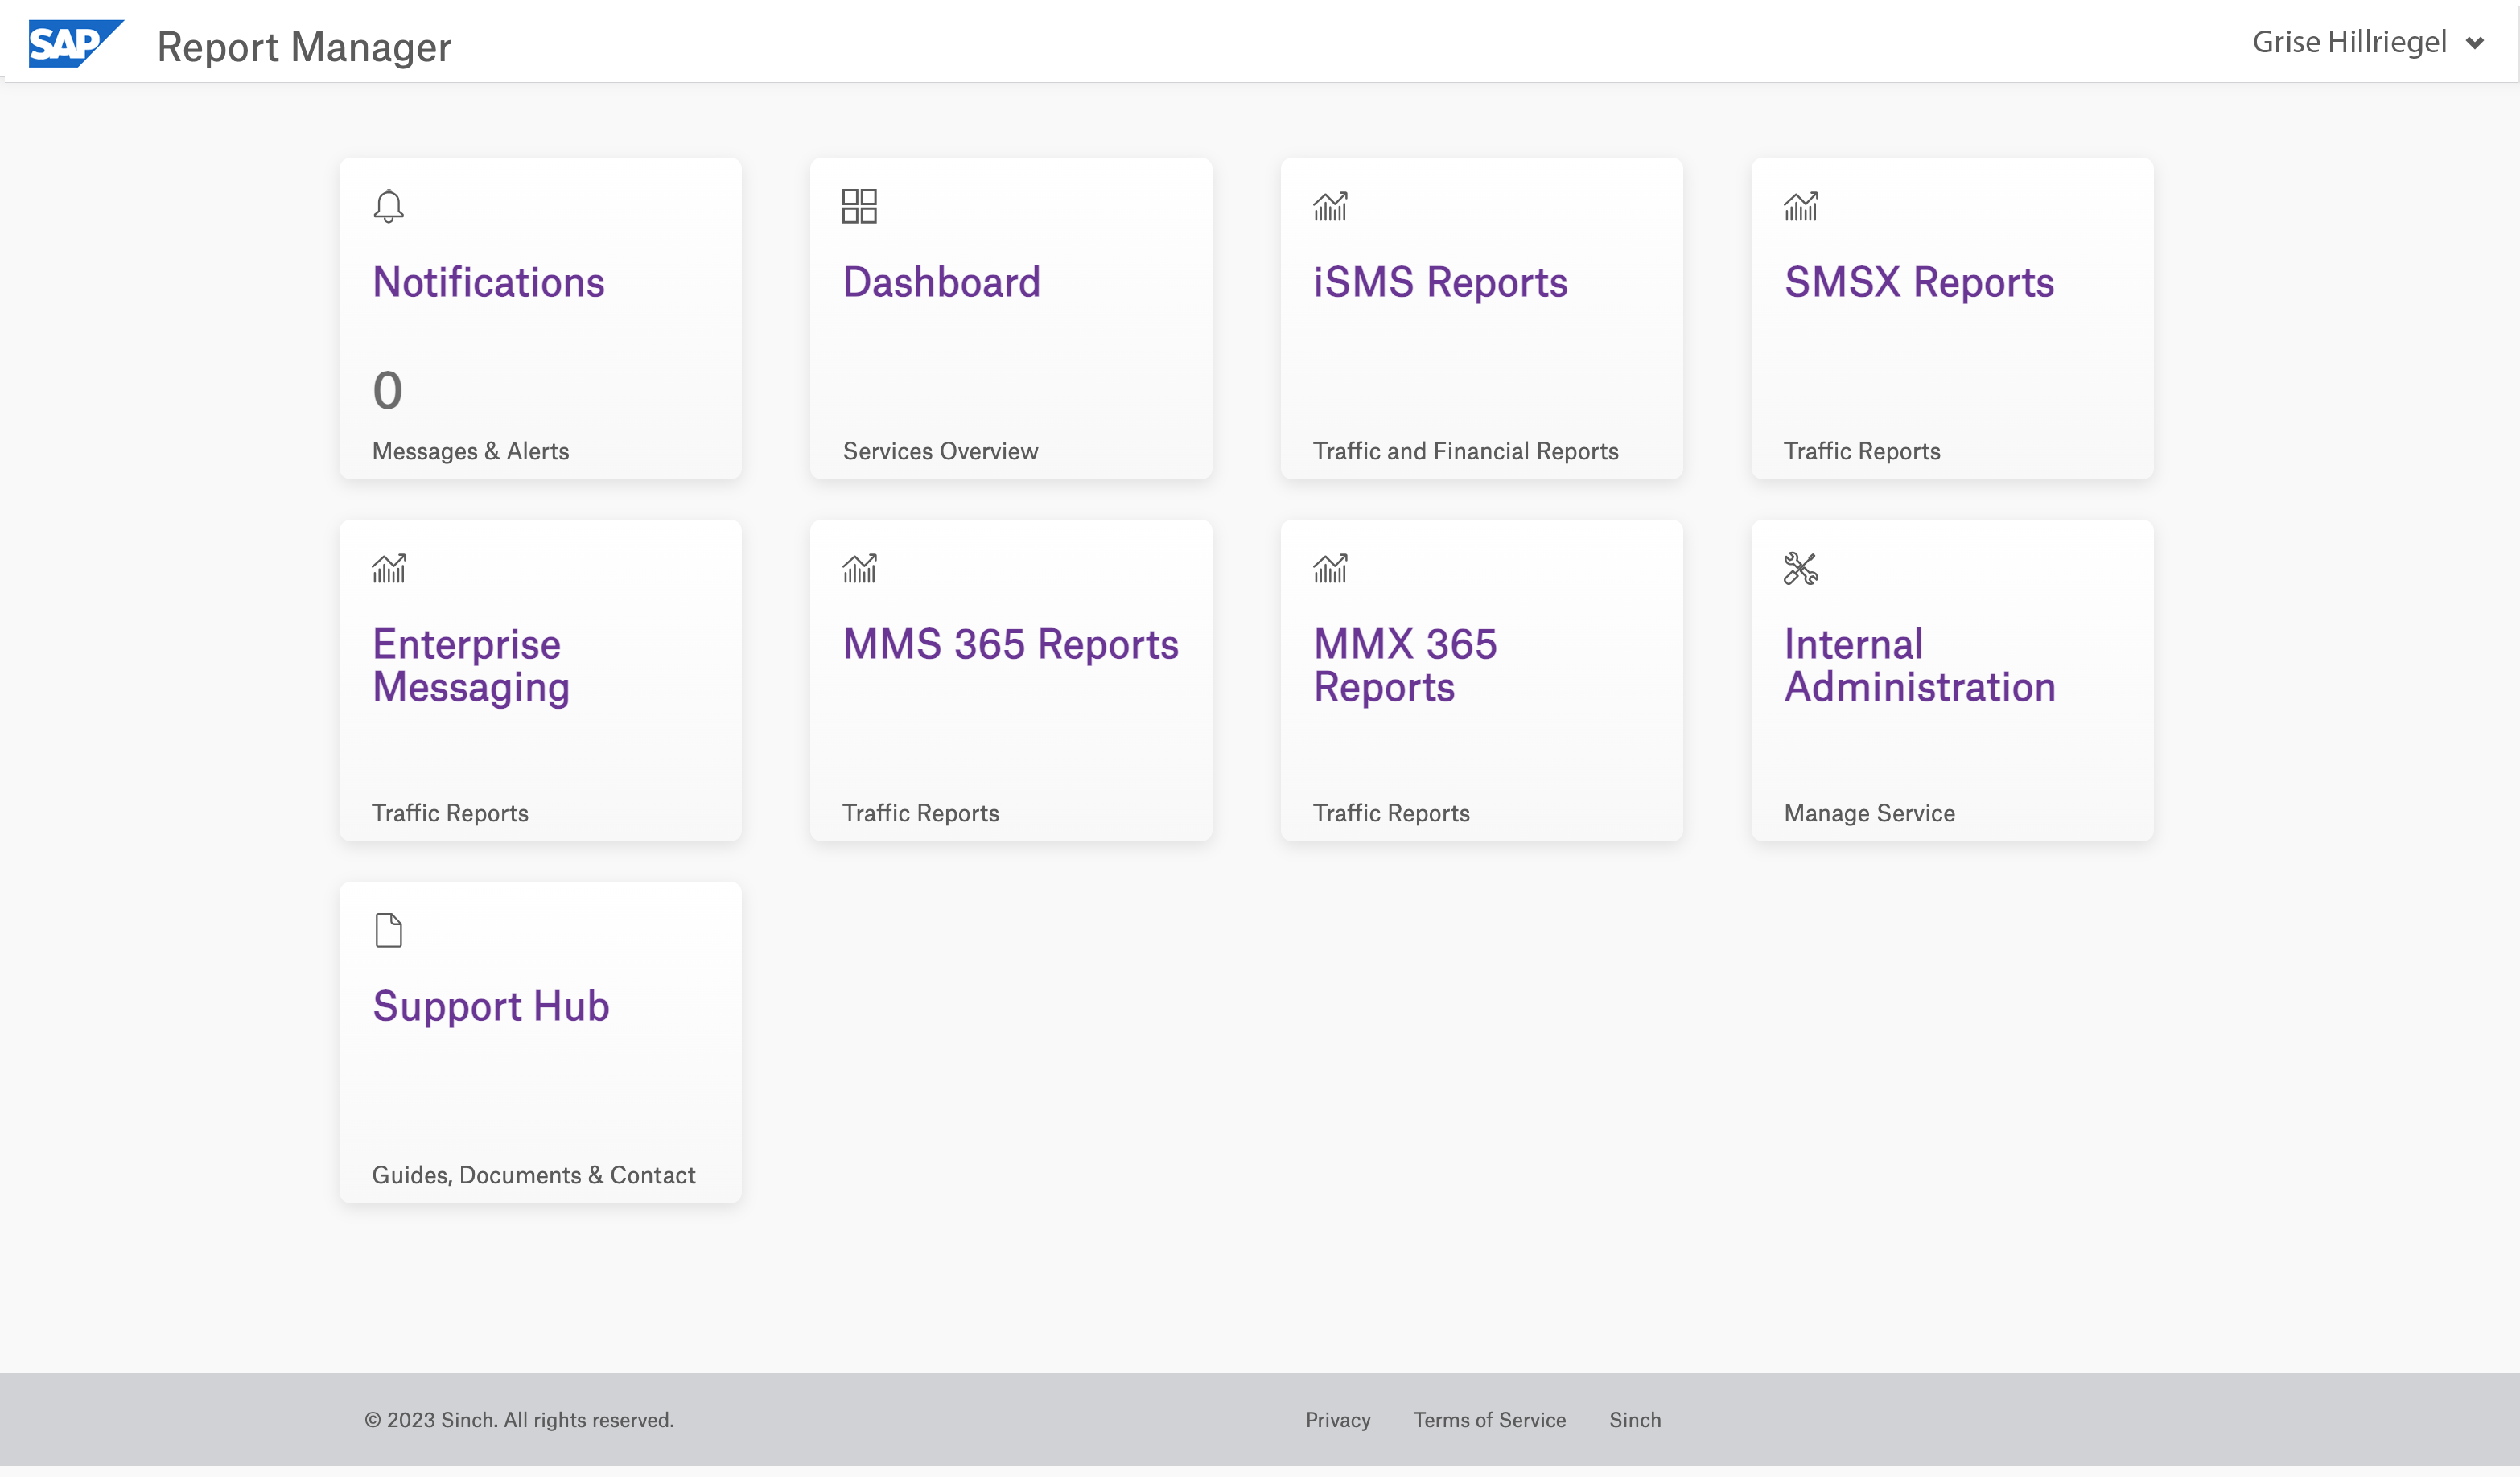 SAP
Report Manager
Grise Hillriegel
Notifications
0
Messages & Alerts
Dashboard
Services Overview
iSMS Reports
Traffic and Financial Reports
SMSX Reports
Traffic Reports
Enterprise
Messaging
Traffic Reports
MMS 365 Reports
Traffic Reports
MMX 365
Reports
Traffic Reports
Internal
Administration
Manage Service
Support Hub
Guides, Documents & Contact
© 2023 Sinch. All rights reserved.
Privacy
Terms of Service
Sinch